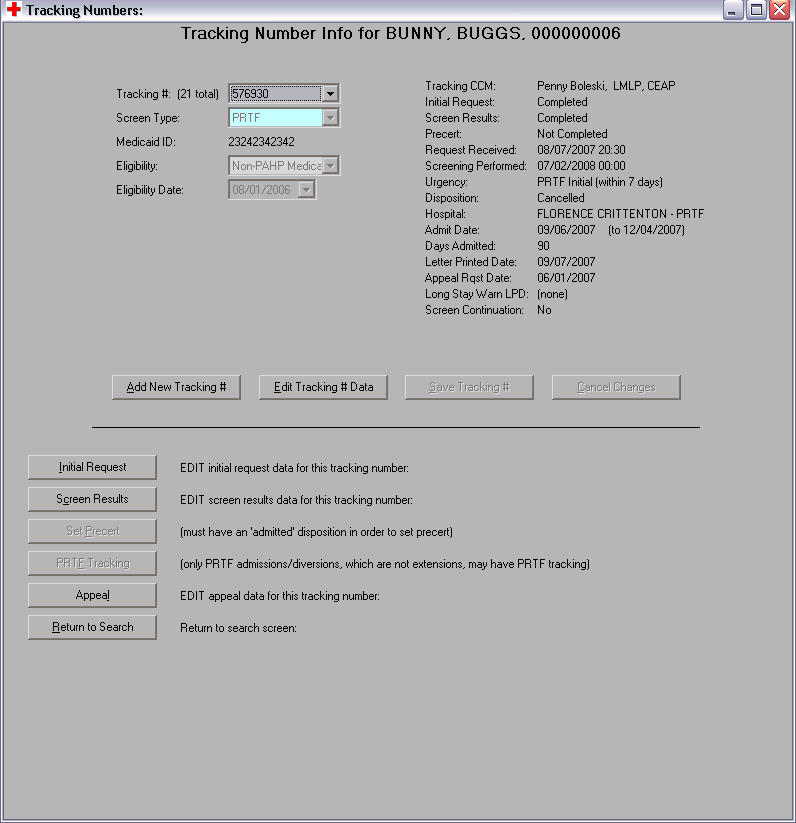 Tracking Numbers:
Tracking Number Info for BUNNY, BUGGS, 000000006
Tracking #: (21 total) 576930
Screen Type: PRTF
Medicaid ID: 23242342342
Eligibility: Non-PAHP Medica
Eligibility Date: 08/01/2006
Tracking CCM: Penny Boleski, LMLP, CEAP
Initial Request: Completed
Screen Results: Completed
Precert: Not Completed
Request Received: 08/07/2007 20:30
Screening Performed: 07/02/2008 00:00
Urgency: PRTF Initial (within 7 days)
Disposition: Cancelled
Hospital: FLORENCE CRITTENTON - PRTF
Admit Date: 09/06/2007 (to 12/04/2007)
Days Admitted: 90
Letter Printed Date: 09/07/2007
Appeal Rqst Date: 06/01/2007
Long Stay Warn LPD: (none)
Screen Continuation: No
Add New Tracking # Edit Tracking # Data Save Tracking # Cancel Changes
Initial Request EDIT initial request data for this tracking number:
Screen Results EDIT screen results data for this tracking number:
Set Precert (must have an 'admitted' disposition in order to set precert)
PRTF Tracking (only PRTF admissions/diversions, which are not extensions, may have PRTF tracking)
Appeal EDIT appeal data for this tracking number:
Return to Search Return to search screen: